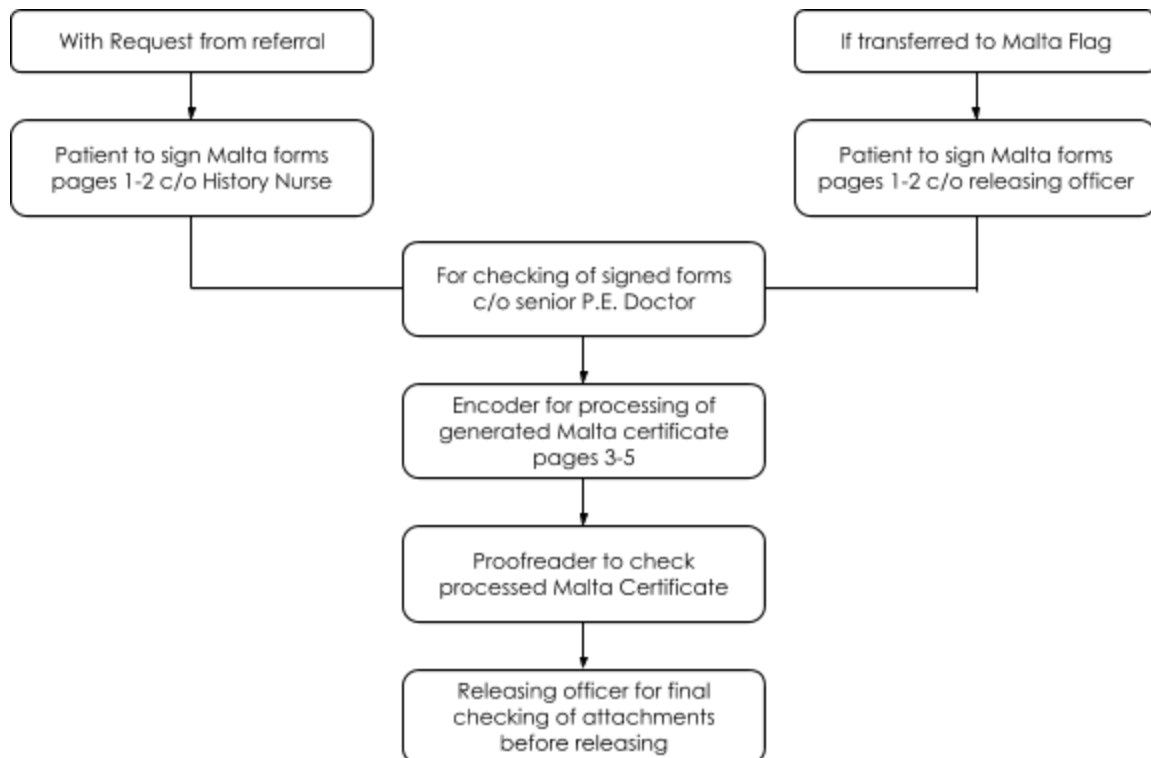 With Request from referral
If transferred to Malta Flag
Patient to sign Malta forms
pages 1-2 c/o History Nurse
Patient to sign Malta forms
pages 1-2 c/o releasing officer
For checking of signed forms
c/o senior P.E. Doctor
Encoder for processing of
generated Malta certificate
pages 3-5
Proofreader to check
processed Malta Certificate
Releasing officer for final
checking of attachments
before releasing